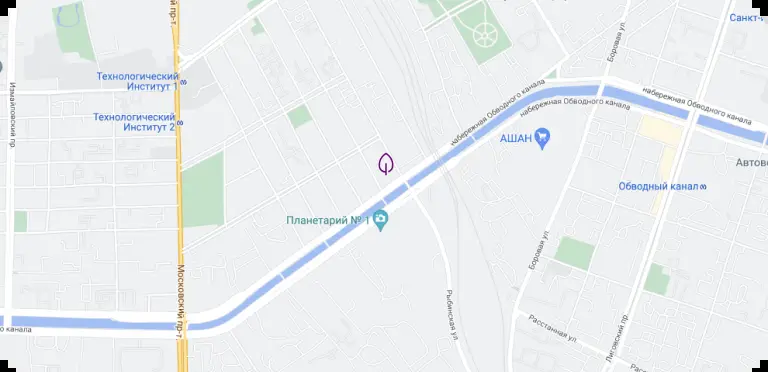 Измайловский пр.
Московский пр-т
Боровая ул.
Санкт-
Технологический
Институт 1
Технологический
Институт 2
набережная Обводного канала
набережная Обводного канала
набережная Обводного канала
АШАН
Автово
Обводный канал
Планетарий № 1
Московский пр-т
Боровая ул.
Рыбинская ул.
Расстанная ул.
Расстанная ул.
Лиговский пр.
о канала